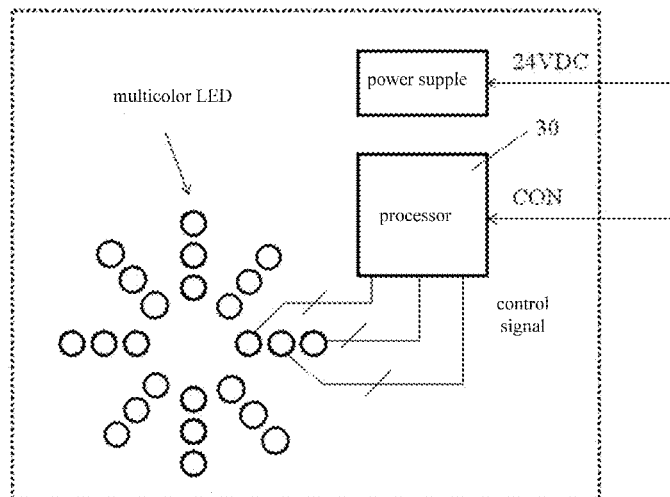 24VDC
power supple
multicolor LED
30
CON
processor
control
signal